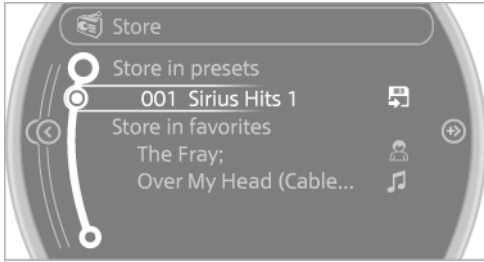 Store
Store in presets
001 Sirius Hits 1
Store in favorites
The Fray;
Over My Head (Cable...